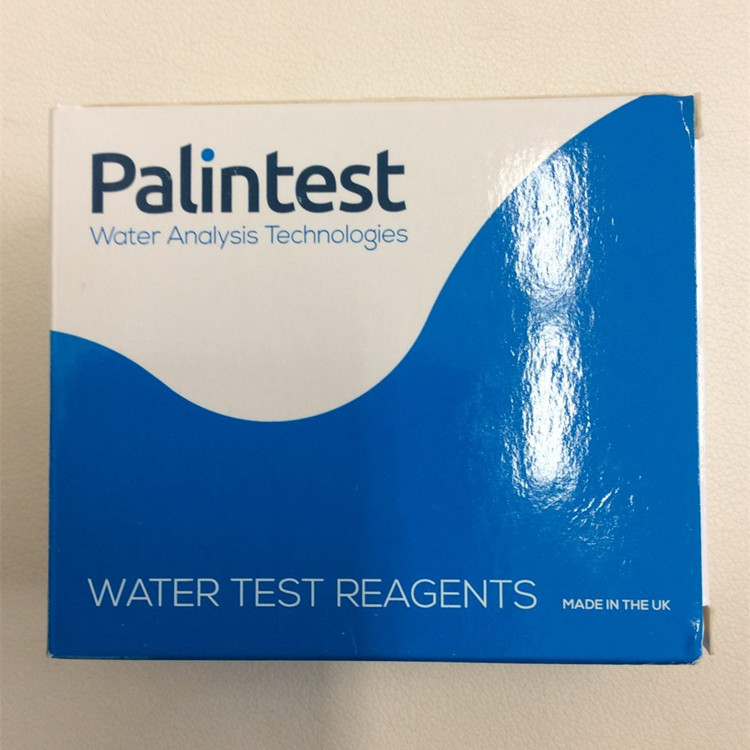 Palintest
Water Analysis Technologies
WATER TEST REAGENTS MADE IN THE UK